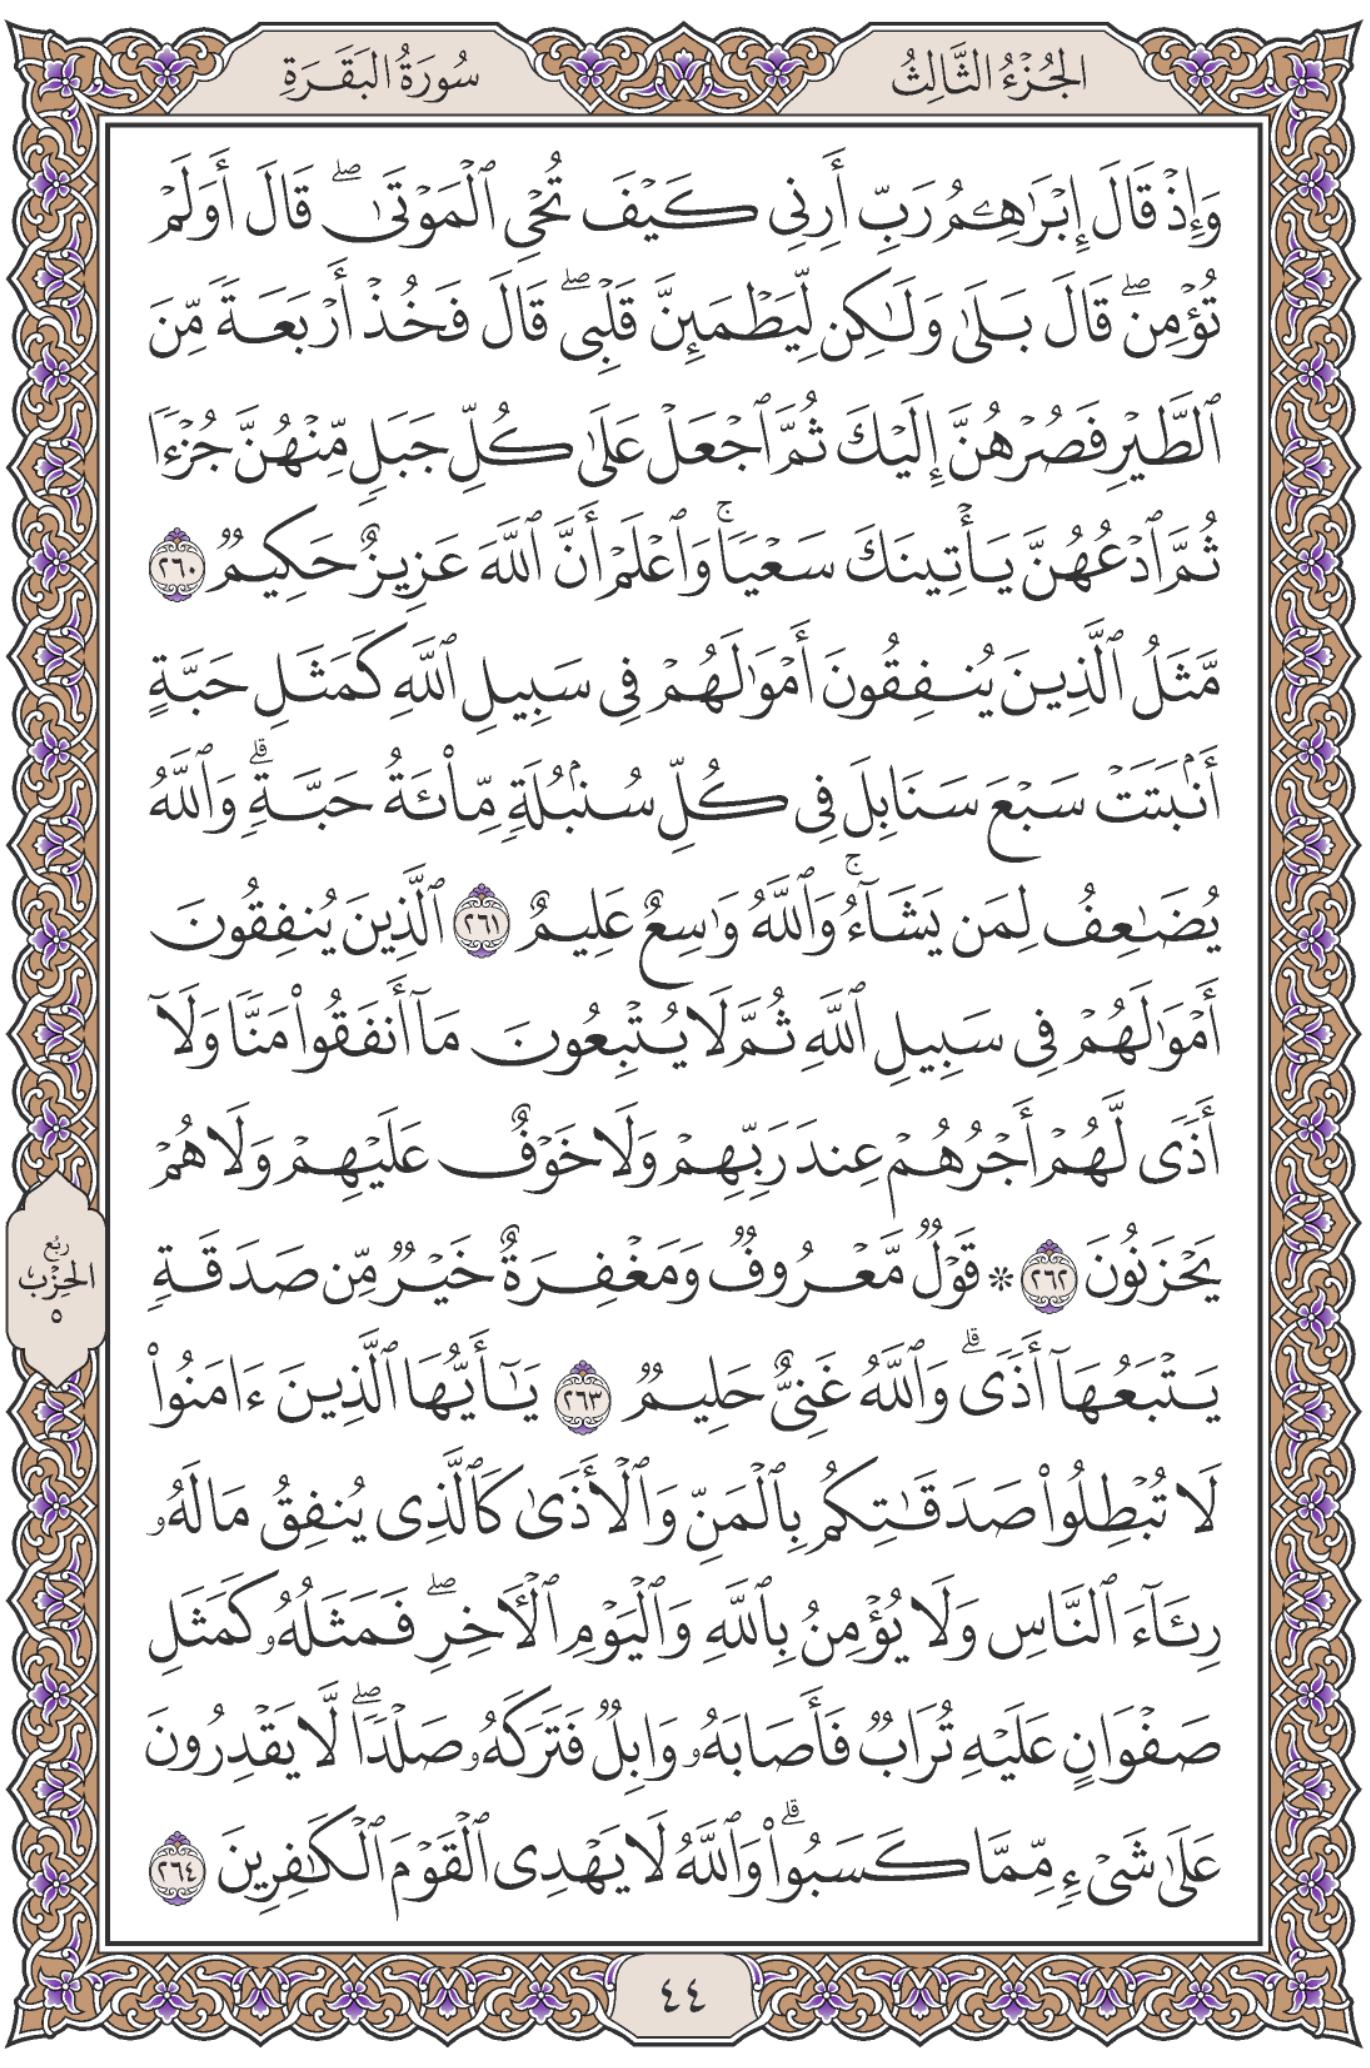 الجُزْءُ الثَّالِثُ
سُورَةُ البَقَرَةِ
وَإِذْ قَالَ إِبْرَٰهِـۧمُ رَبِّ أَرِنِى كَيْفَ تُحْىِ ٱلْمَوْتَىٰ ۖ قَالَ أَوَلَمْ
تُؤْمِن ۖ قَالَ بَلَىٰ وَلَـٰكِن لِّيَطْمَئِنَّ قَلْبِى ۖ قَالَ فَخُذْ أَرْبَعَةً مِّنَ
ٱلطَّيْرِ فَصُرْهُنَّ إِلَيْكَ ثُمَّ ٱجْعَلْ عَلَىٰ كُلِّ جَبَلٍ مِّنْهُنَّ جُزْءًا
ثُمَّ ٱدْعُهُنَّ يَأْتِينَكَ سَعْيًا ۚ وَٱعْلَمْ أَنَّ ٱللَّهَ عَزِيزٌ حَكِيمٌ ٢٦٠
مَّثَلُ ٱلَّذِينَ يُنفِقُونَ أَمْوَٰلَهُمْ فِى سَبِيلِ ٱللَّهِ كَمَثَلِ حَبَّةٍ
أَنۢبَتَتْ سَبْعَ سَنَابِلَ فِى كُلِّ سُنۢبُلَةٍ مِّا۟ئَةُ حَبَّةٍ ۗ وَٱللَّهُ
يُضَـٰعِفُ لِمَن يَشَآءُ ۚ وَٱللَّهُ وَٰسِعٌ عَلِيمٌ ٢٦١ ٱلَّذِينَ يُنفِقُونَ
أَمْوَٰلَهُمْ فِى سَبِيلِ ٱللَّهِ ثُمَّ لَا يُتْبِعُونَ مَآ أَنفَقُوا۟ مَنًّا وَلَآ
أَذًى لَّهُمْ أَجْرُهُمْ عِندَ رَبِّهِمْ وَلَا خَوْفٌ عَلَيْهِمْ وَلَا هُمْ
يَحْزَنُونَ ٢٦٢ * قَوْلٌ مَّعْرُوفٌ وَمَغْفِرَةٌ خَيْرٌ مِّن صَدَقَةٍ
يَتْبَعُهَآ أَذًى ۗ وَٱللَّهُ غَنِىٌّ حَلِيمٌ ٢٦٣ يَـٰٓأَيُّهَا ٱلَّذِينَ ءَامَنُوا۟
لَا تُبْطِلُوا۟ صَدَقَـٰتِكُم بِٱلْمَنِّ وَٱلْأَذَىٰ كَٱلَّذِى يُنفِقُ مَالَهُۥ
رِئَآءَ ٱلنَّاسِ وَلَا يُؤْمِنُ بِٱللَّهِ وَٱلْيَوْمِ ٱلْـَٔاخِرِ ۖ فَمَثَلُهُۥ كَمَثَلِ
صَفْوَانٍ عَلَيْهِ تُرَابٌ فَأَصَابَهُۥ وَابِلٌ فَتَرَكَهُۥ صَلْدًا ۖ لَّا يَقْدِرُونَ
عَلَىٰ شَىْءٍ مِّمَّا كَسَبُوا۟ ۗ وَٱللَّهُ لَا يَهْدِى ٱلْقَوْمَ ٱلْكَـٰفِرِينَ ٢٦٤
رُبُع
الحِزْب
٥
٤٤